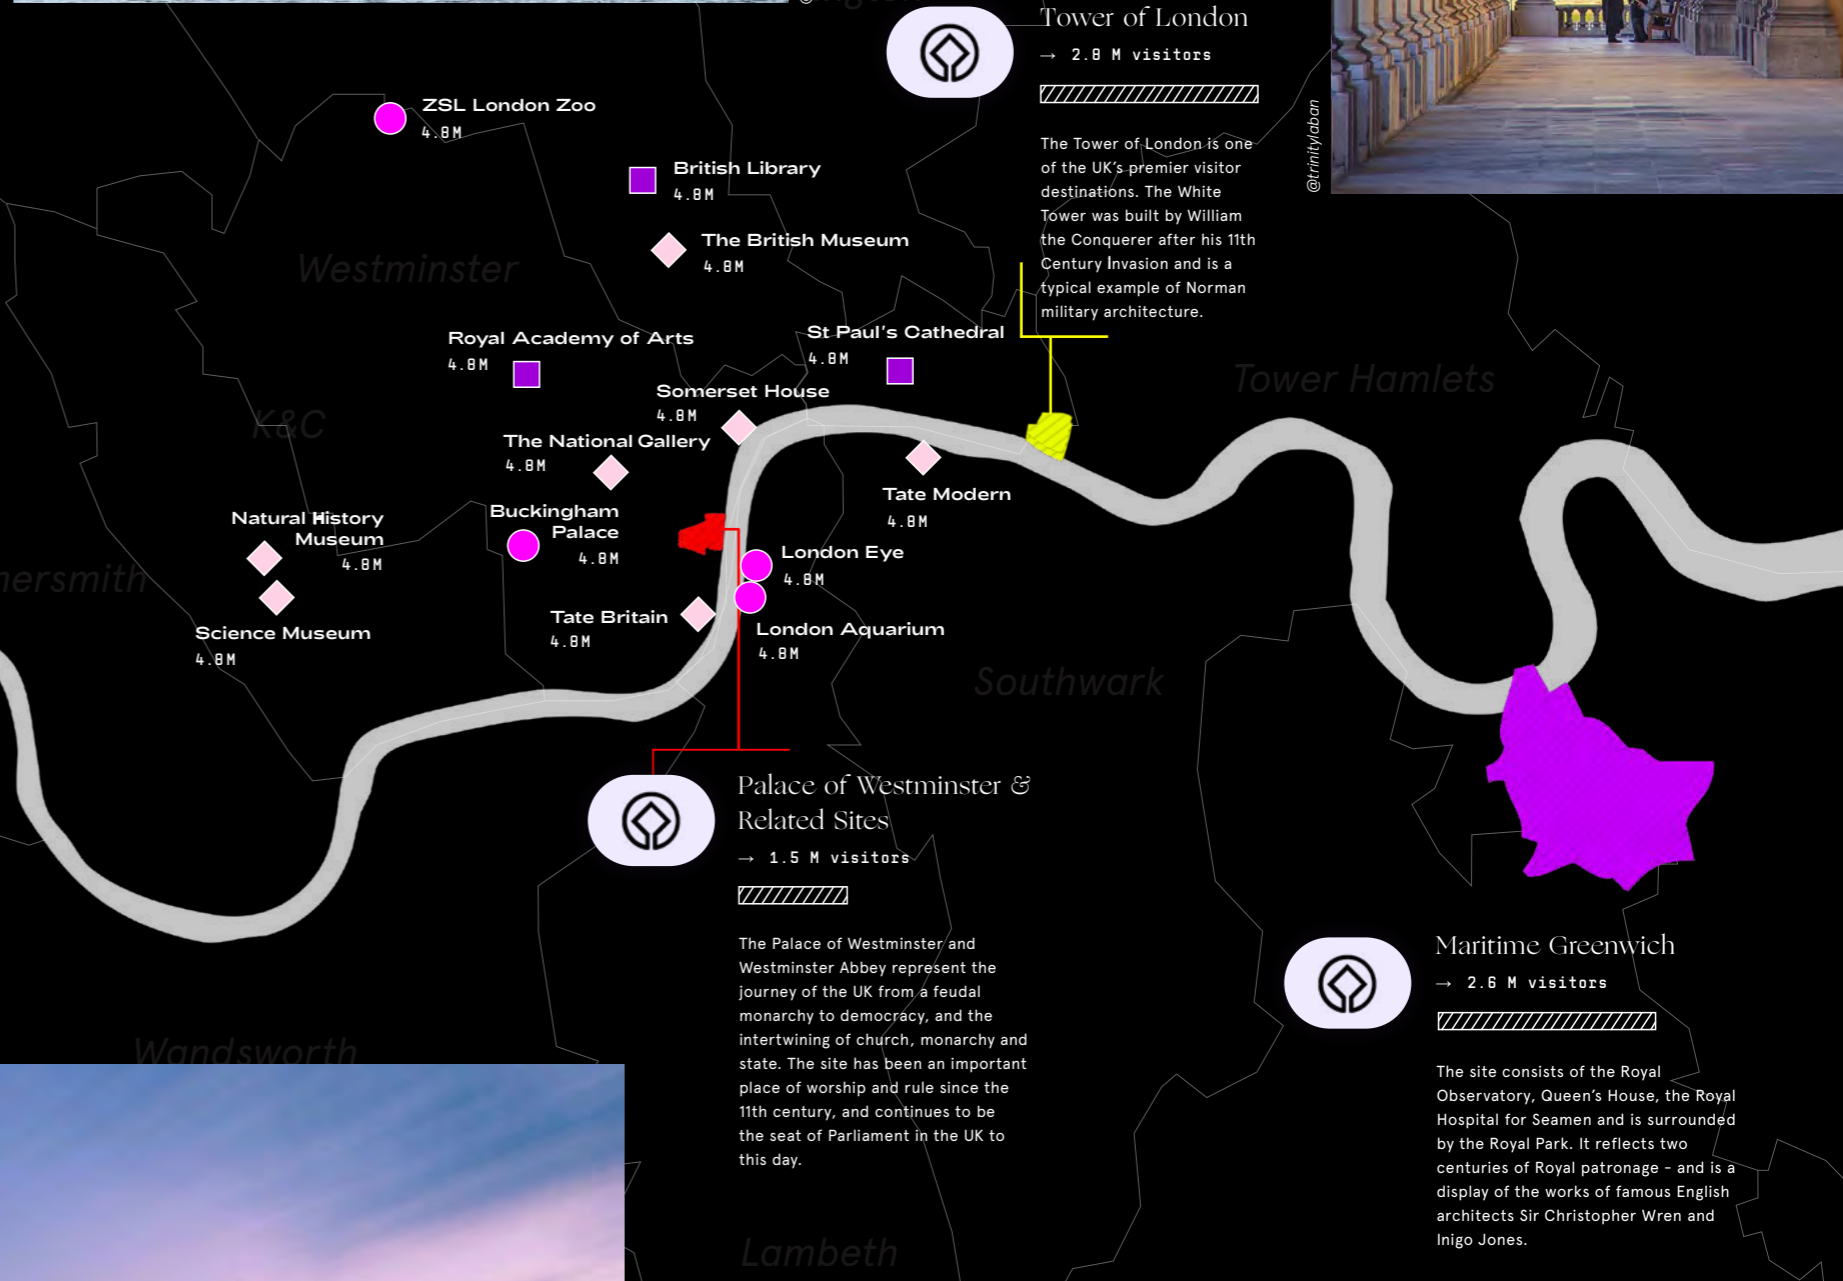 Tower of London
→ 2.8 M visitors
The Tower of London is one
of the UK's premier visitor
destinations. The White
Tower was built by William
the Conquerer after his 11th
Century Invasion and is a
typical example of Norman
military architecture.
@trinitylaban
ZSL London Zoo
4.8M
British Library
4.8M
The British Museum
4.8M
Westminster
Royal Academy of Arts
4.8M
St Paul's Cathedral
4.8M
Tower Hamlets
Somerset House
4.8M
K&C
The National Gallery
4.8M
Tate Modern
4.8M
Natural History
Museum
4.8M
Buckingham
Palace
4.8M
London Eye
4.8M
mersmith
Science Museum
4.8M
Tate Britain
4.8M
London Aquarium
4.8M
Southwark
Palace of Westminster &
Related Sites
→ 1.5 M visitors
The Palace of Westminster and
Westminster Abbey represent the
journey of the UK from a feudal
monarchy to democracy, and the
intertwining of church, monarchy and
state. The site has been an important
place of worship and rule since the
11th century, and continues to be
the seat of Parliament in the UK to
this day.
Maritime Greenwich
→ 2.6 M visitors
The site consists of the Royal
Observatory, Queen's House, the Royal
Hospital for Seamen and is surrounded
by the Royal Park. It reflects two
centuries of Royal patronage - and is a
display of the works of famous English
architects Sir Christopher Wren and
Inigo Jones.
Wandsworth
Lambeth